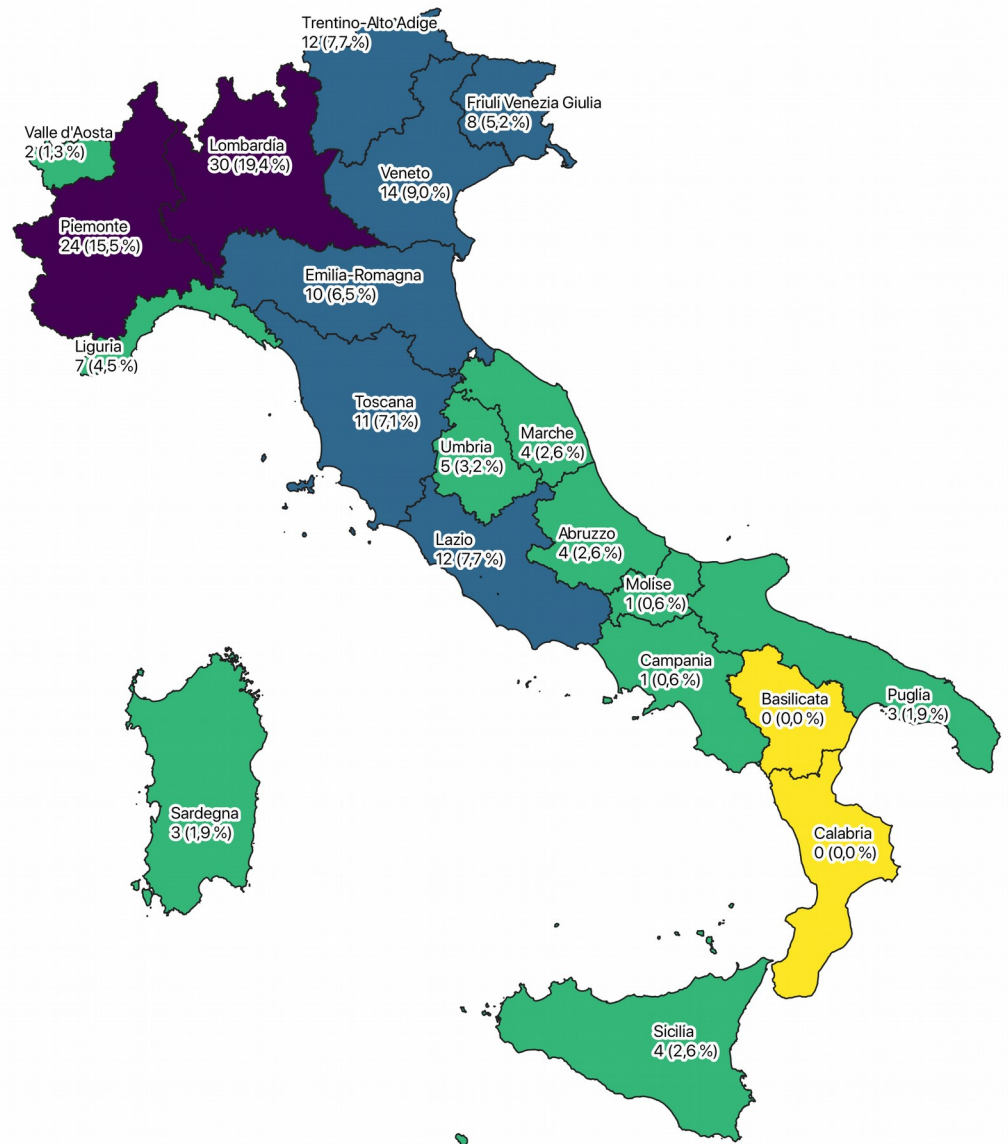 Trentino-Alto Adige
12 (7,7 %)
Friuli Venezia Giulia
8 (5,2 %)
Valle d'Aosta
2 (1,3 %)
Lombardia
30 (19,4 %)
Veneto
14 (9,0 %)
Piemonte
24 (15,5 %)
Emilia-Romagna
10 (6,5 %)
Liguria
7 (4,5 %)
Toscana
11 (7,1 %)
Umbria
5 (3,2 %)
Marche
4 (2,6 %)
Lazio
12 (7,7 %)
Abruzzo
4 (2,6 %)
Molise
1 (0,6 %)
Campania
1 (0,6 %)
Basilicata
0 (0,0 %)
Puglia
3 (1,9 %)
Sardegna
3 (1,9 %)
Calabria
0 (0,0 %)
Sicilia
4 (2,6 %)